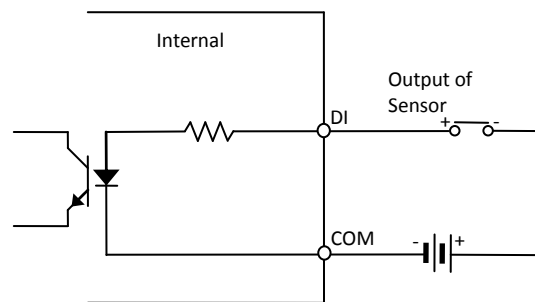 Internal
Output of
Sensor
DI
+ -
COM
- +